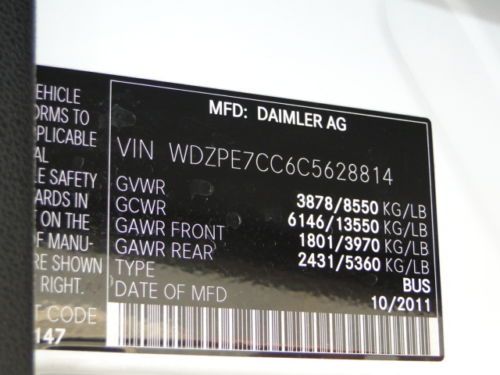 EHICLE
ORMS TO
PPLICABLE
AL
LE SAFETY
ARDS IN
T ON THE
OF MANU-
RE SHOWN
RIGHT.
T CODE
147
MFD: DAIMLER AG
VIN WDZPE7CC6C5628814
GVWR 3878/8550 KG/LB
GCWR 6146/13550 KG/LB
GAWR FRONT 1801/3970 KG/LB
GAWR REAR 2431/5360 KG/LB
TYPE BUS
DATE OF MFD 10/2011